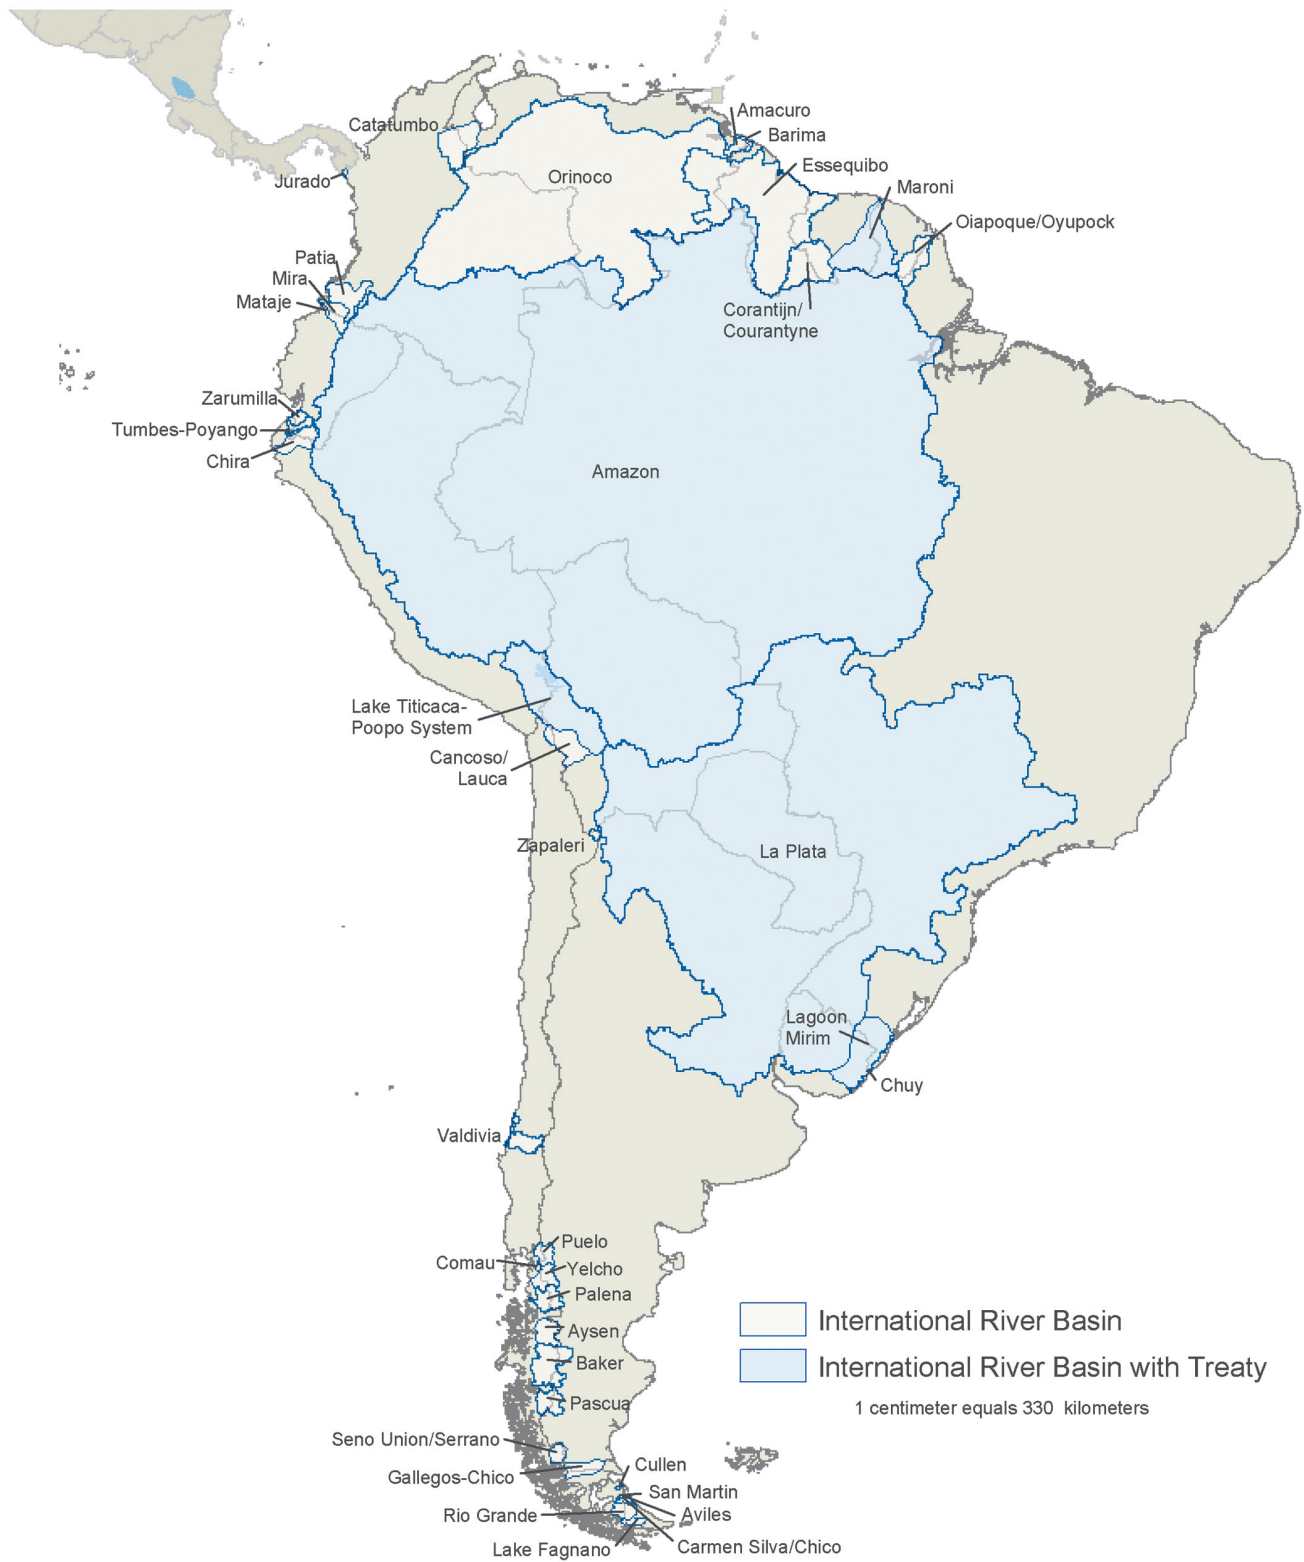 Amacuro
Catatumbo
Barima
Essequibo
Orinoco
Jurado
Maroni
Oiapoque/Oyupock
Patia
Mira
Mataje
Corantijn/
Courantyne
Zarumilla
Tumbes-Poyango
Chira
Amazon
Lake Titicaca-
Poopo System
Cancoso/
Lauca
Zapaleri
La Plata
Lagoon
Mirim
Chuy
Valdivia
Puelo
Comau
Yelcho
Palena
Aysen
Baker
Pascua
International River Basin
International River Basin with Treaty
1 centimeter equals 330 kilometers
Seno Union/Serrano
Cullen
Gallegos-Chico
San Martin
Rio Grande
Aviles
Carmen Silva/Chico
Lake Fagnano